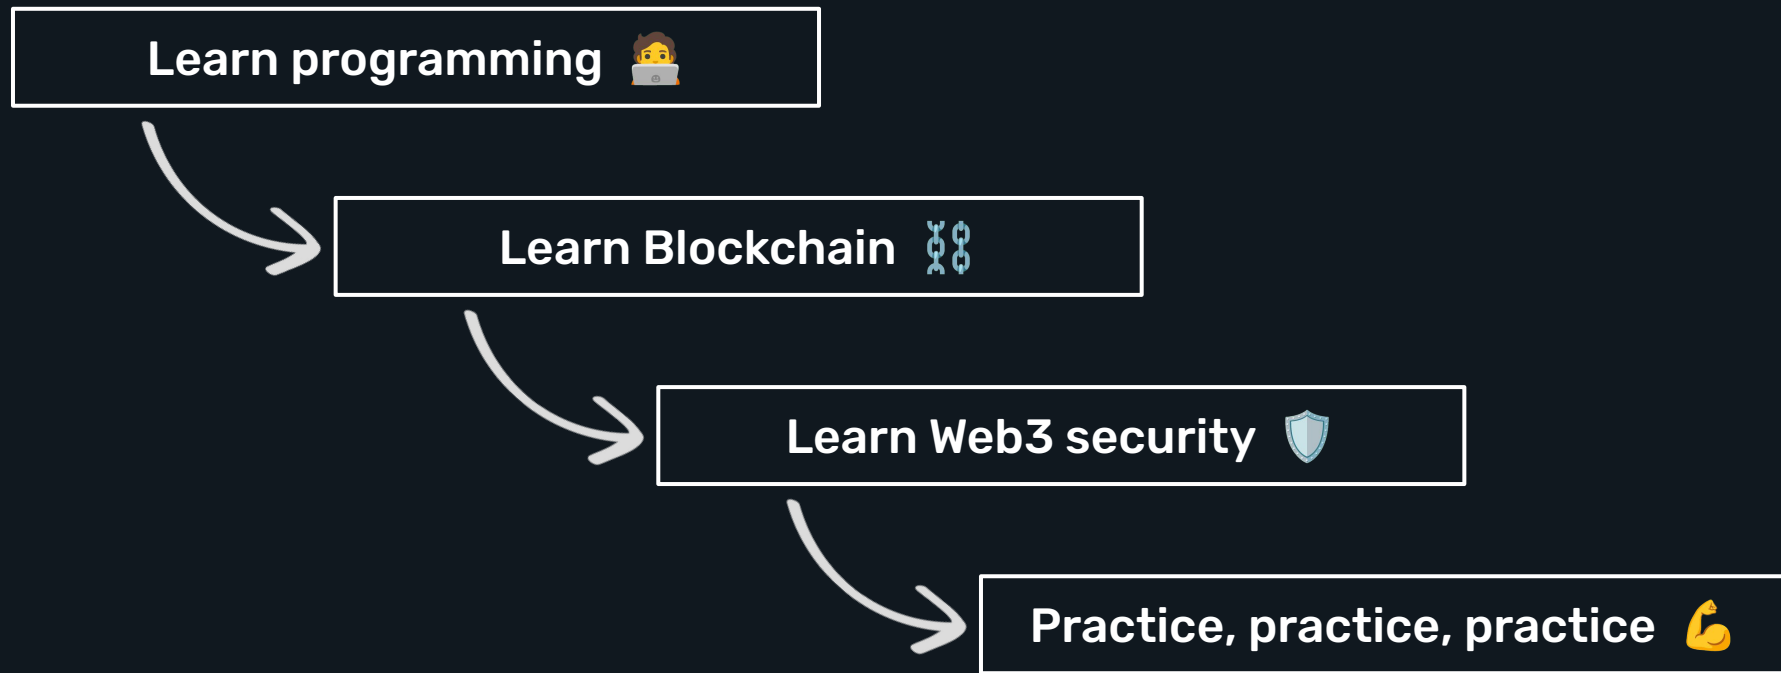 Learn programming 🧑‍💻
Learn Blockchain ⛓️
Learn Web3 security 🛡️
Practice, practice, practice 💪